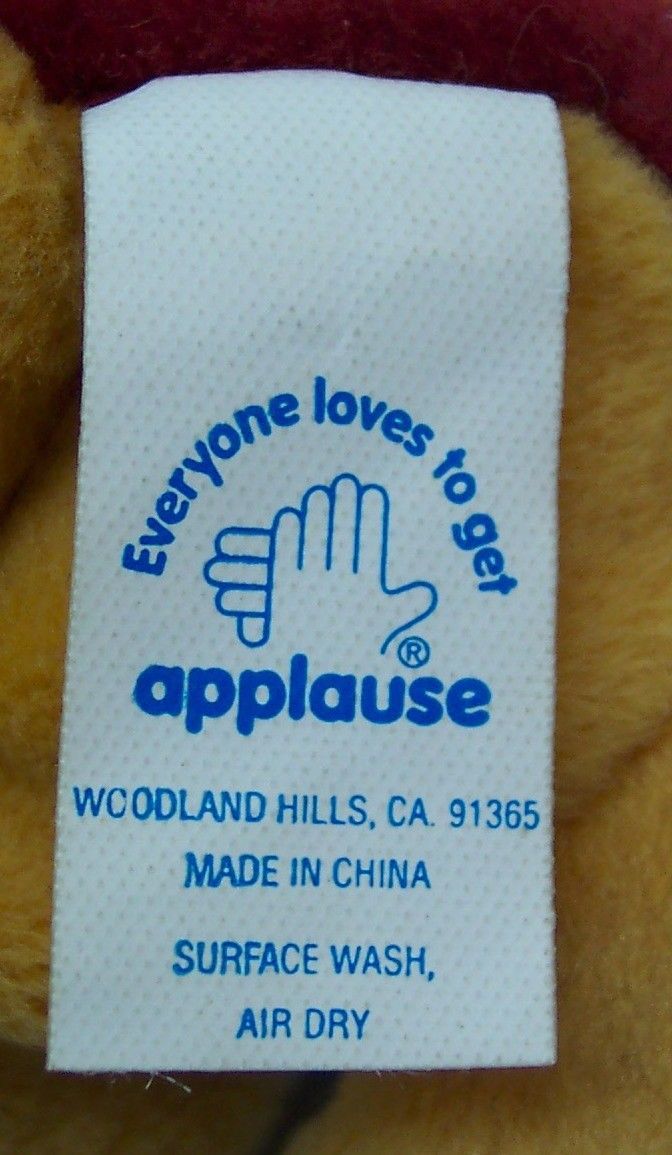 Everyone loves to get
®
applause
WOODLAND HILLS, CA. 91365
MADE IN CHINA
SURFACE WASH,
AIR DRY